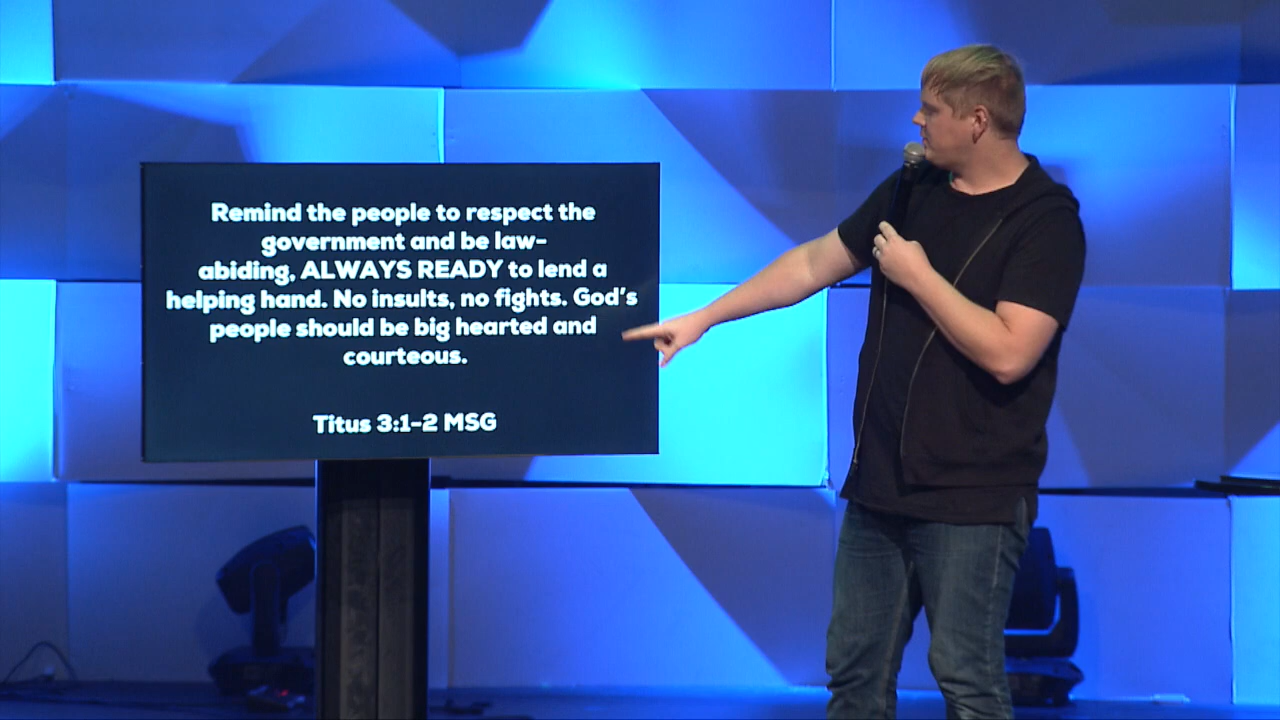 Remind the people to respect the
government and be law-
abiding, ALWAYS READY to lend a
helping hand. No insults, no fights. God's
people should be big hearted and
courteous.
Titus 3:1-2 MSG